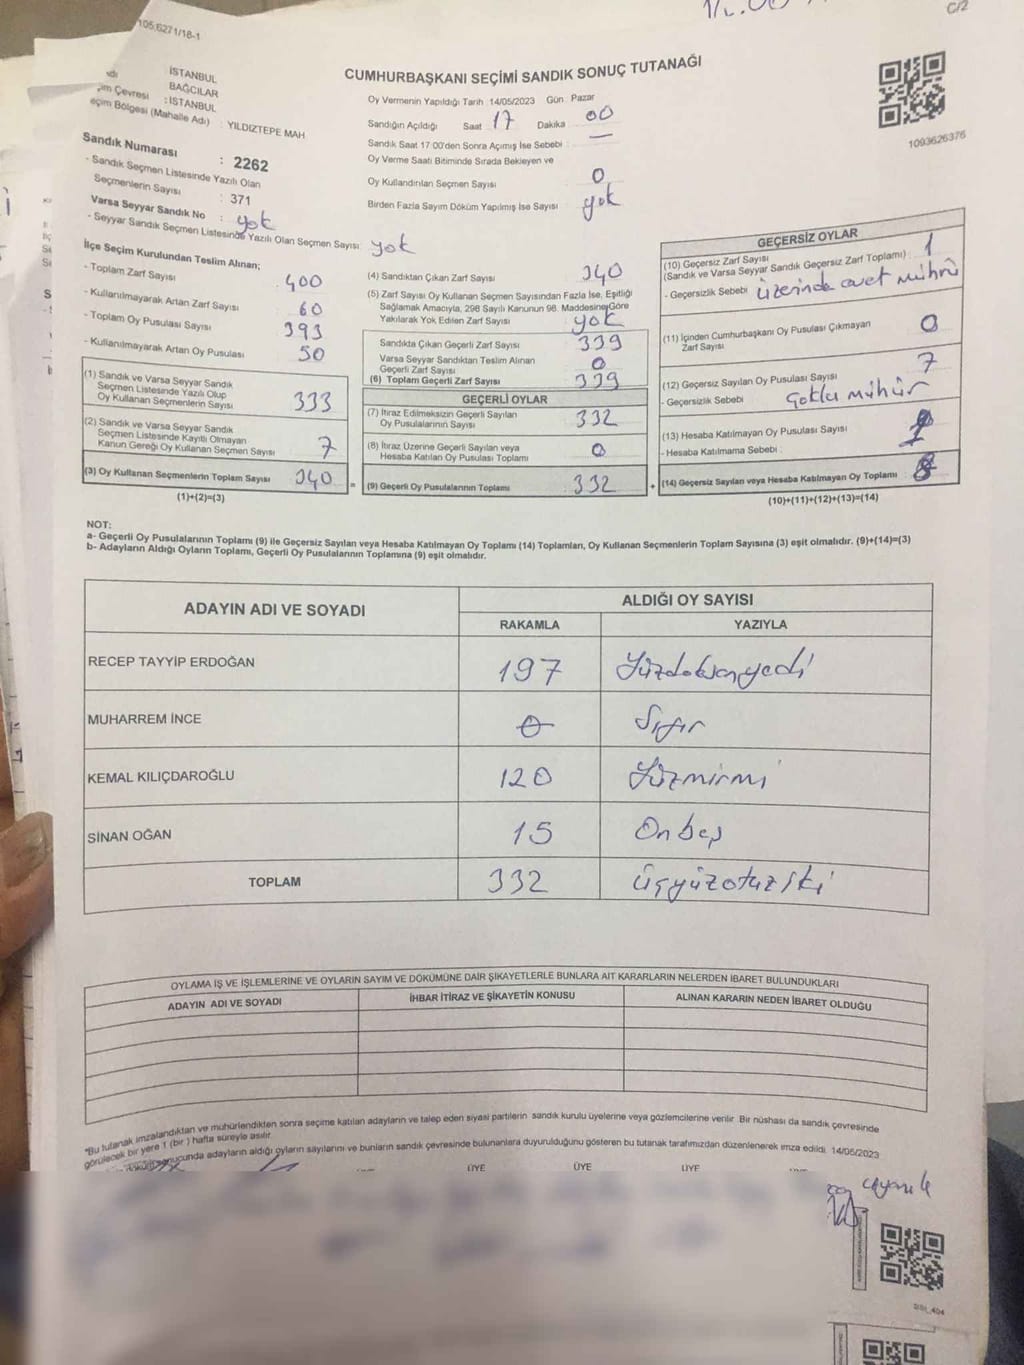 105.6271/18-1
C/2
İSTANBUL
BAĞCILAR
im Çevresi : İSTANBUL
eçim Bölgesi (Mahalle Adı) : YILDIZTEPE MAH
Sandık Numarası : 2262
- Sandık Seçmen Listesinde Yazılı Olan
Seçmenlerin Sayısı : 371
Varsa Seyyar Sandık No : yok
- Seyyar Sandık Seçmen Listesinde Yazılı Olan Seçmen Sayısı: yok
CUMHURBAŞKANI SEÇİMİ SANDIK SONUÇ TUTANAĞI
Oy Vermenin Yapıldığı Tarih :14/05/2023 Gün : Pazar
Sandığın Açıldığı Saat : 17 Dakika : 00
Sandık Saat 17:00'den Sonra Açımış İse Sebebi : —
Oy Verme Saati Bitiminde Sırada Bekleyen ve
Oy Kullandırılan Seçmen Sayısı : 0
Birden Fazla Sayım Döküm Yapılmış İse Sayısı : yok
1093626376
İlçe Seçim Kurulundan Teslim Alınan;
- Toplam Zarf Sayısı : 400
- Kullanılmayarak Artan Zarf Sayısı : 60
- Toplam Oy Pusulası Sayısı : 393
- Kullanılmayarak Artan Oy Pusulası : 50
(1) Sandık ve Varsa Seyyar Sandık
Seçmen Listesinde Yazılı Olup
Oy Kullanan Seçmenlerin Sayısı : 333
(2) Sandık ve Varsa Seyyar Sandık
Seçmen Listesinde Kayıtlı Olmayan
Kanun Gereği Oy Kullanan Seçmen Sayısı : 7
(3) Oy Kullanan Seçmenlerin Toplam Sayısı : 340
(1)+(2)=(3)
(4) Sandıktan Çıkan Zarf Sayısı : 340
(5) Zarf Sayısı Oy Kullanan Seçmen Sayısından Fazla İse, Eşitliği
Sağlamak Amacıyla, 298 Sayılı Kanunun 98. Maddesine Göre
Yakılarak Yok Edilen Zarf Sayısı : yok
Sandıkta Çıkan Geçerli Zarf Sayısı : 339
Varsa Seyyar Sandıktan Teslim Alınan
Geçerli Zarf Sayısı : 0
(6) Toplam Geçerli Zarf Sayısı : 339
GEÇERLİ OYLAR
(7) İtiraz Edilmeksizin Geçerli Sayılan
Oy Pusulalarının Sayısı : 332
(8) İtiraz Üzerine Geçerli Sayılan veya
Hesaba Katılan Oy Pusulası Toplamı : 0
= (9) Geçerli Oy Pusulalarının Toplamı : 332
GEÇERSİZ OYLAR
(10) Geçersiz Zarf Sayısı
(Sandık ve Varsa Seyyar Sandık Geçersiz Zarf Toplamı) : 1
- Geçersizlik Sebebi : üzerinde evet mührü
(11) İçinden Cumhurbaşkanı Oy Pusulası Çıkmayan
Zarf Sayısı : 0
(12) Geçersiz Sayılan Oy Pusulası Sayısı : 7
- Geçersizlik Sebebi : Çoklu mühür
(13) Hesaba Katılmayan Oy Pusulası Sayısı :
- Hesaba Katılmama Sebebi :
+ (14) Geçersiz Sayılan veya Hesaba Katılmayan Oy Toplamı : 8
(10)+(11)+(12)+(13)=(14)
NOT:
a- Geçerli Oy Pusulalarının Toplamı (9) ile Geçersiz Sayılan veya Hesaba Katılmayan Oy Toplamı (14) Toplamları, Oy Kullanan Seçmenlerin Toplam Sayısına (3) eşit olmalıdır. (9)+(14)=(3)
b- Adayların Aldığı Oyların Toplamı, Geçerli Oy Pusulalarının Toplamına (9) eşit olmalıdır.
ADAYIN ADI VE SOYADI ALDIĞI OY SAYISI
RAKAMLA YAZIYLA
RECEP TAYYİP ERDOĞAN 197 Yüzdoksanyedi
MUHARREM İNCE 0 Sıfır
KEMAL KILIÇDAROĞLU 120 Yüzmirmi
SİNAN OĞAN 15 Onbeş
TOPLAM 332 üçyüzotuziki
OYLAMA İŞ VE İŞLEMLERİNE VE OYLARIN SAYIM VE DÖKÜMÜNE DAİR ŞİKAYETLERLE BUNLARA AİT KARARLARIN NELERDEN İBARET BULUNDUKLARI
ADAYIN ADI VE SOYADI İHBAR İTİRAZ VE ŞİKAYETİN KONUSU ALINAN KARARIN NEDEN İBARET OLDUĞU
"Bu tutanak imzalandıktan ve mühürlendikten sonra seçime katılan adayların ve talep eden siyasi partilerin sandık kurulu üyelerine veya gözlemcilerine verilir. Bir nüshası da sandık çevresinde
görülecek bir yere 1 (bir) hafta süreyle asılır.
döküm sonucunda adayların aldığı oyların sayılarını ve bunların sandık çevresinde bulunanlara duyurulduğunu gösteren bu tutanak tarafımızdan düzenlenerek imza edildi. 14/05/2023
ÜYE ÜYE ÜYE